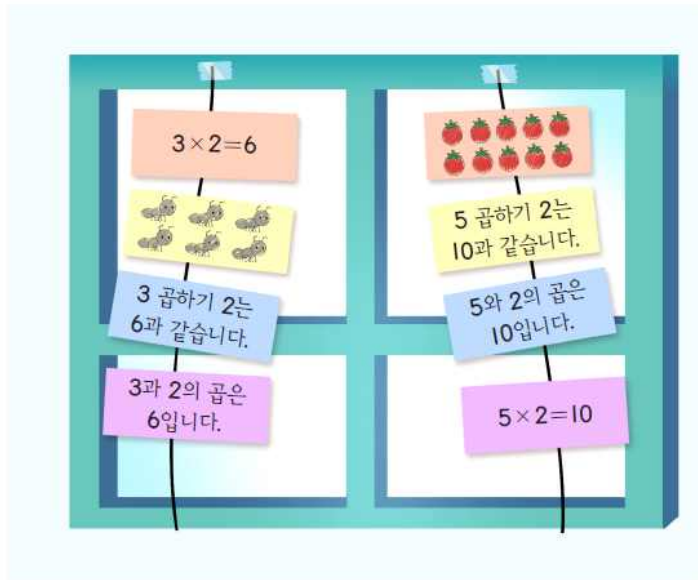 3×2=6
3 곱하기 2는
6과 같습니다.
3과 2의 곱은
6입니다.
5 곱하기 2는
10과 같습니다.
5와 2의 곱은
10입니다.
5×2=10